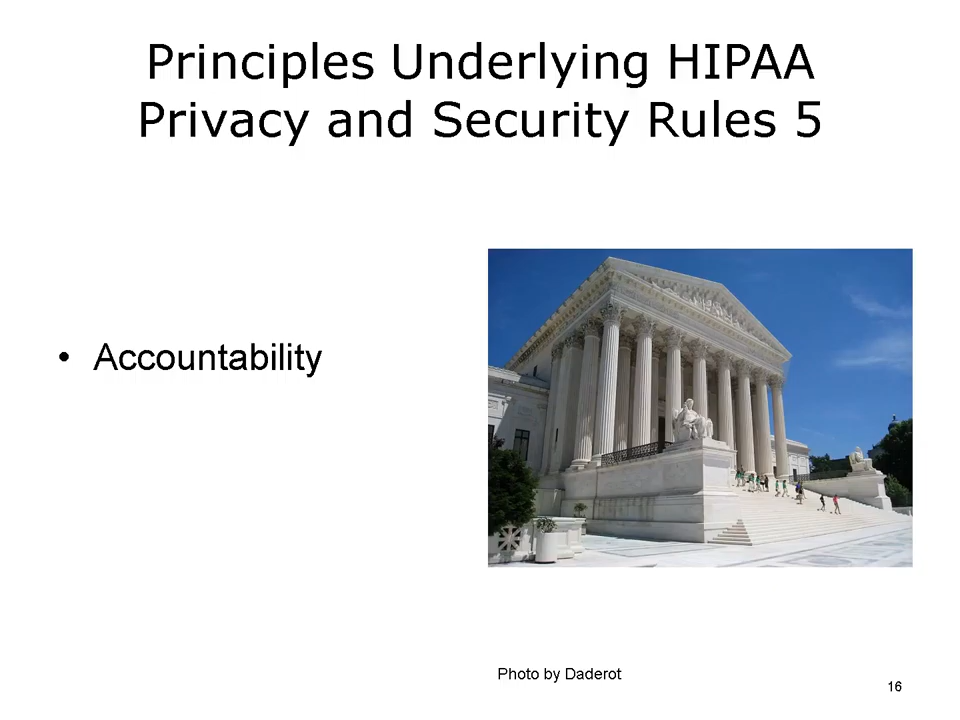 Principles Underlying HIPAA
Privacy and Security Rules 5
• Accountability
Photo by Daderot
16